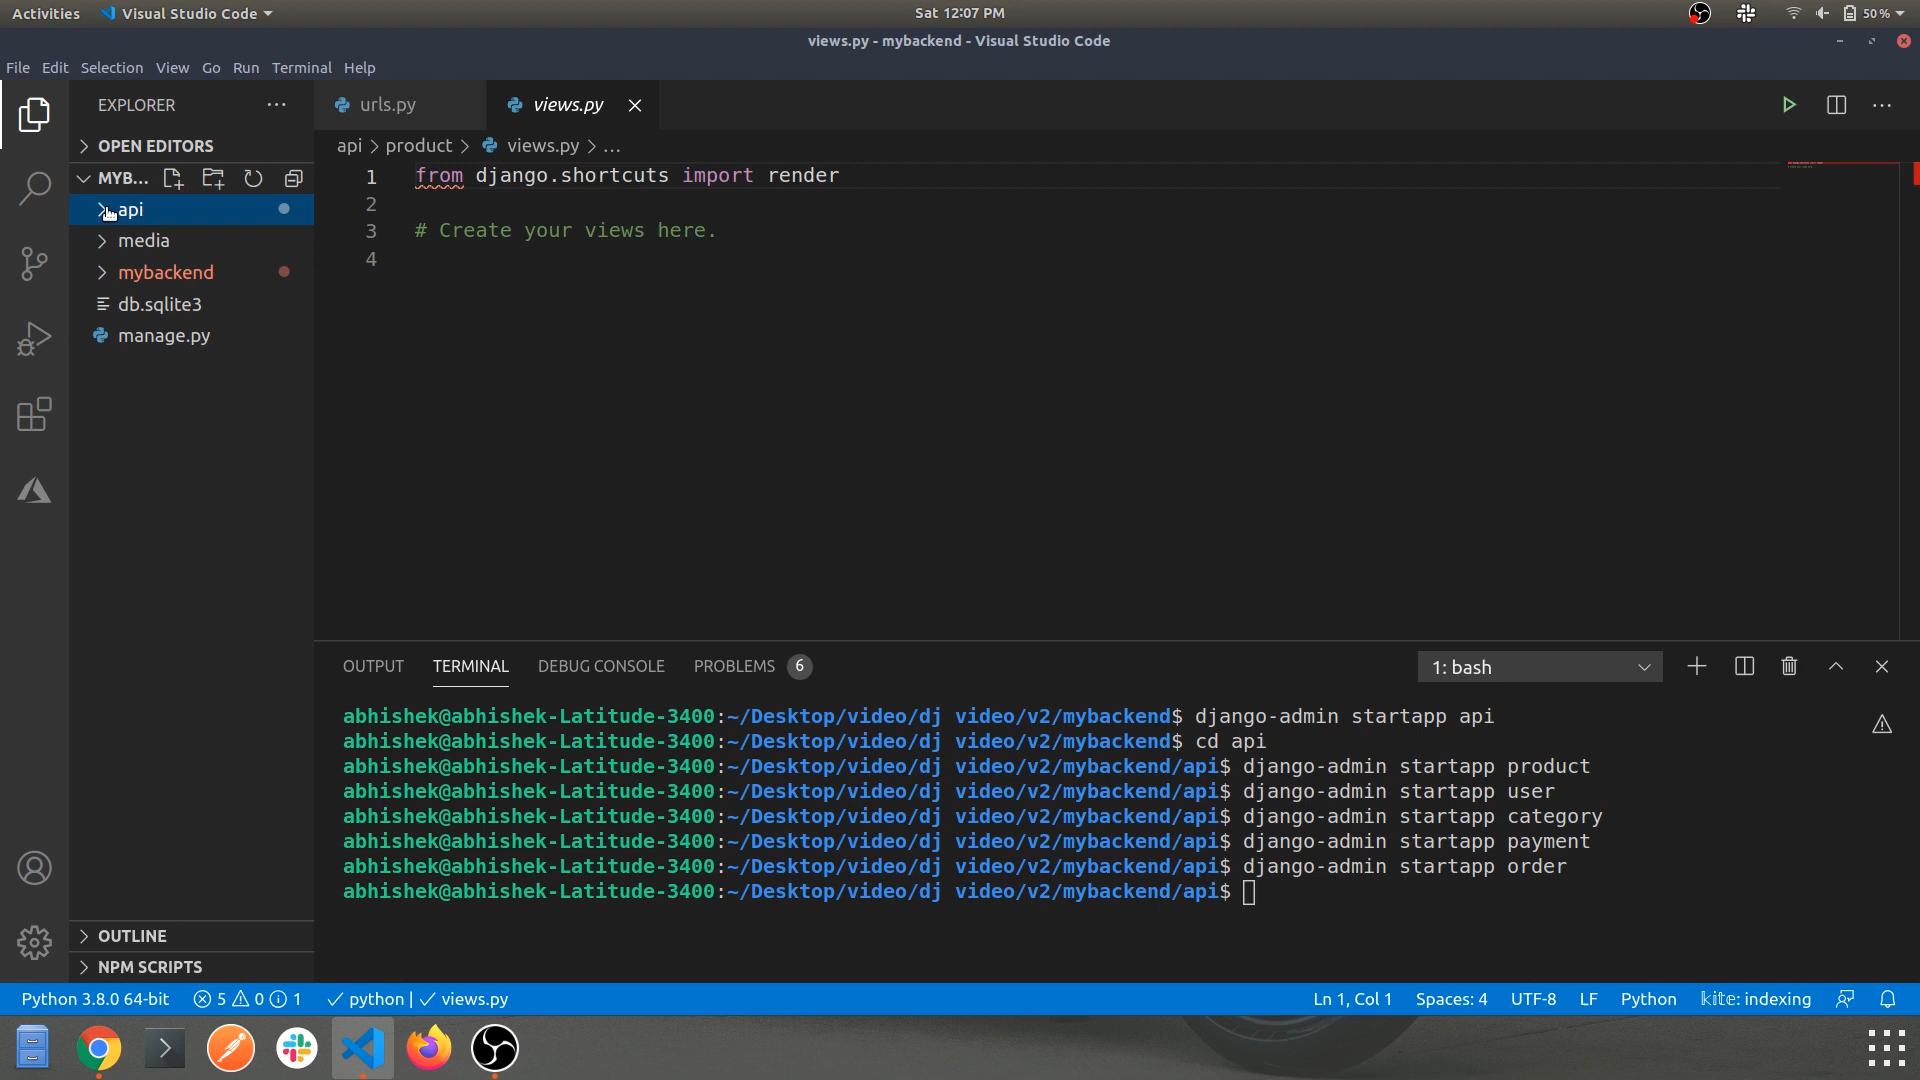 Activities Visual Studio Code Sat 12:07 PM 50 %
views.py - mybackend - Visual Studio Code
File Edit Selection View Go Run Terminal Help
EXPLORER
OPEN EDITORS
MYB...
api
media
mybackend
db.sqlite3
manage.py
OUTLINE
NPM SCRIPTS
urls.py views.py
api > product > views.py > ...
1 from django.shortcuts import render
2
3 # Create your views here.
4
OUTPUT TERMINAL DEBUG CONSOLE PROBLEMS 6 1: bash
abhishek@abhishek-Latitude-3400:~/Desktop/video/dj video/v2/mybackend$ django-admin startapp api
abhishek@abhishek-Latitude-3400:~/Desktop/video/dj video/v2/mybackend$ cd api
abhishek@abhishek-Latitude-3400:~/Desktop/video/dj video/v2/mybackend/api$ django-admin startapp product
abhishek@abhishek-Latitude-3400:~/Desktop/video/dj video/v2/mybackend/api$ django-admin startapp user
abhishek@abhishek-Latitude-3400:~/Desktop/video/dj video/v2/mybackend/api$ django-admin startapp category
abhishek@abhishek-Latitude-3400:~/Desktop/video/dj video/v2/mybackend/api$ django-admin startapp payment
abhishek@abhishek-Latitude-3400:~/Desktop/video/dj video/v2/mybackend/api$ django-admin startapp order
abhishek@abhishek-Latitude-3400:~/Desktop/video/dj video/v2/mybackend/api$
Python 3.8.0 64-bit 5 0 1 python | views.py Ln 1, Col 1 Spaces: 4 UTF-8 LF Python kite: indexing